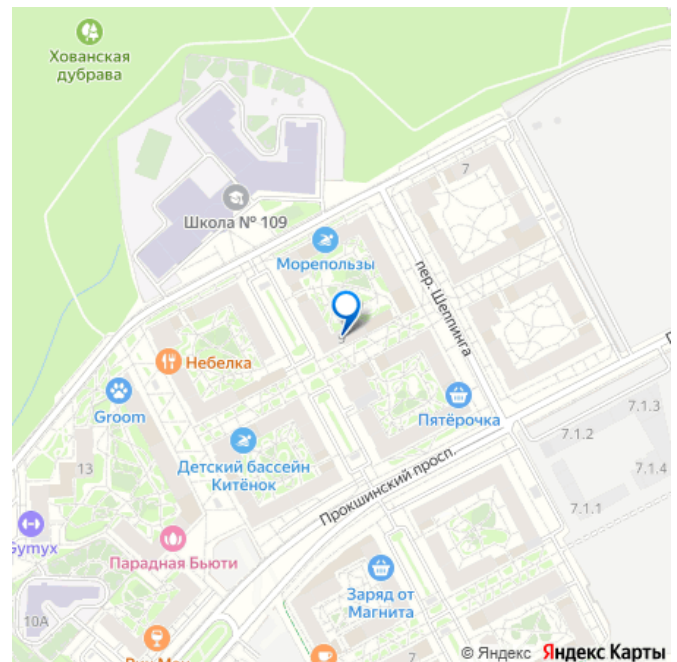 Хованская
дубрава
Школа № 109
7
Морепользы
пер. Шеппинга
Небелка
Groom
Пятёрочка
7.1.3
7.1.2
7.1.4
7.1.1
Детский бассейн
Китёнок
13
Прокшинский просп.
Gymyx
Парадная Бьюти
Заряд от
Магнита
10А
7
© Яндекс Яндекс Карты